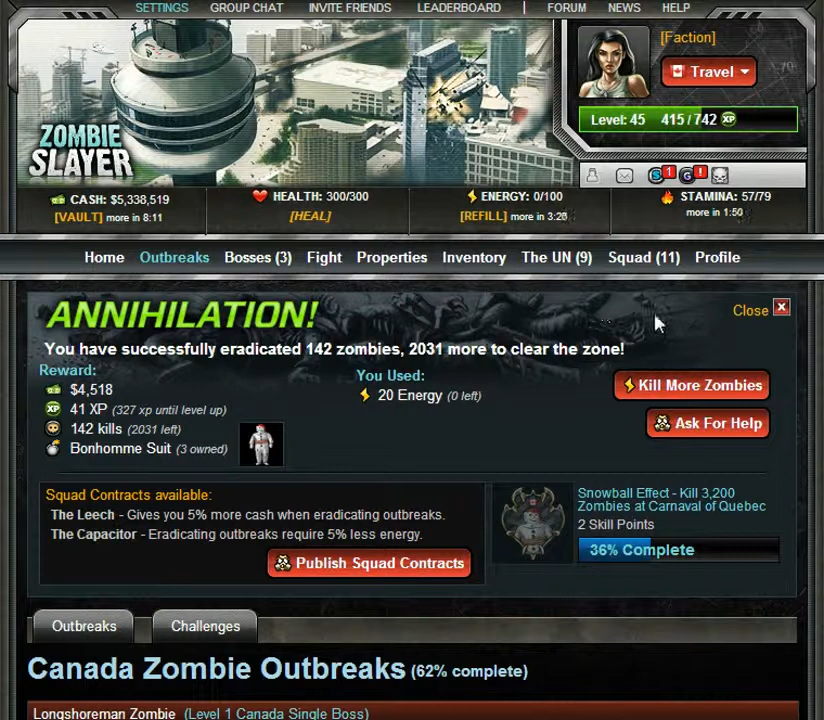 SETTINGS GROUP CHAT INVITE FRIENDS LEADERBOARD | FORUM NEWS HELP
[Faction]
Travel
Level: 45 415 / 742 XP
ZOMBIE
SLAYER
1 !
CASH: $5,338,519 HEALTH: 300/300 ENERGY: 0/100 STAMINA: 57/79
[VAULT] more in 8:11 [HEAL] [REFILL] more in 3:20 more in 1:50
Home Outbreaks Bosses (3) Fight Properties Inventory The UN (9) Squad (11) Profile
ANNIHILATION!
Close X
You have successfully eradicated 142 zombies, 2031 more to clear the zone!
Reward:
$4,518
XP 41 XP (327 xp until level up)
142 kills (2031 left)
Bonhomme Suit (3 owned)
You Used:
20 Energy (0 left)
Kill More Zombies
Ask For Help
Squad Contracts available:
The Leech - Gives you 5% more cash when eradicating outbreaks.
The Capacitor - Eradicating outbreaks require 5% less energy.
Publish Squad Contracts
Snowball Effect - Kill 3,200
Zombies at Carnaval of Quebec
2 Skill Points
36% Complete
Outbreaks Challenges
Canada Zombie Outbreaks (62% complete)
Longshoreman Zombie (Level 1 Canada Single Boss)